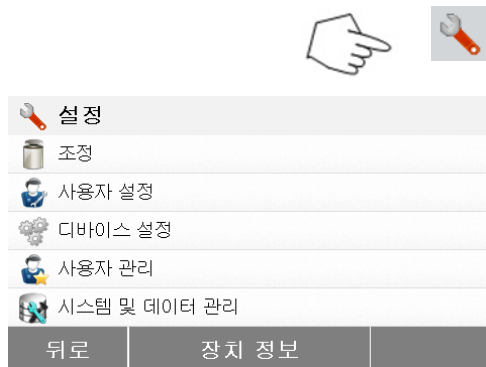 설정
조정
사용자 설정
디바이스 설정
사용자 관리
시스템 및 데이터 관리
뒤로 장치 정보